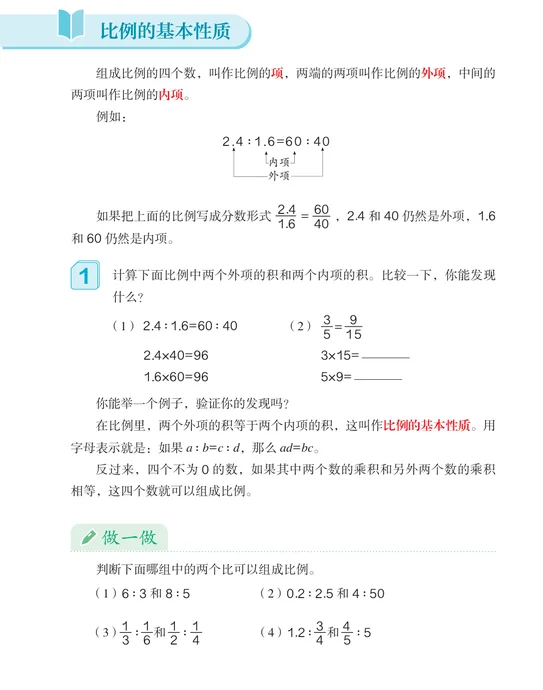 比例的基本性质
组成比例的四个数，叫作比例的项，两端的两项叫作比例的外项，中间的
两项叫作比例的内项。
例如：
2.4∶1.6=60∶40
内项
外项
如果把上面的比例写成分数形式 2.4/1.6 = 60/40 ，2.4 和 40 仍然是外项，1.6
和 60 仍然是内项。
1 计算下面比例中两个外项的积和两个内项的积。比较一下，你能发现
什么？
（1）2.4∶1.6=60∶40 （2）3/5=9/15
2.4×40=96 3×15=
1.6×60=96 5×9=
你能举一个例子，验证你的发现吗？
在比例里，两个外项的积等于两个内项的积，这叫作比例的基本性质。用
字母表示就是：如果 a∶b=c∶d，那么 ad=bc。
反过来，四个不为 0 的数，如果其中两个数的乘积和另外两个数的乘积
相等，这四个数就可以组成比例。
做一做
判断下面哪组中的两个比可以组成比例。
（1）6∶3 和 8∶5 （2）0.2∶2.5 和 4∶50
（3）1/3∶1/6 和 1/2∶1/4 （4）1.2∶3/4 和 4/5∶5